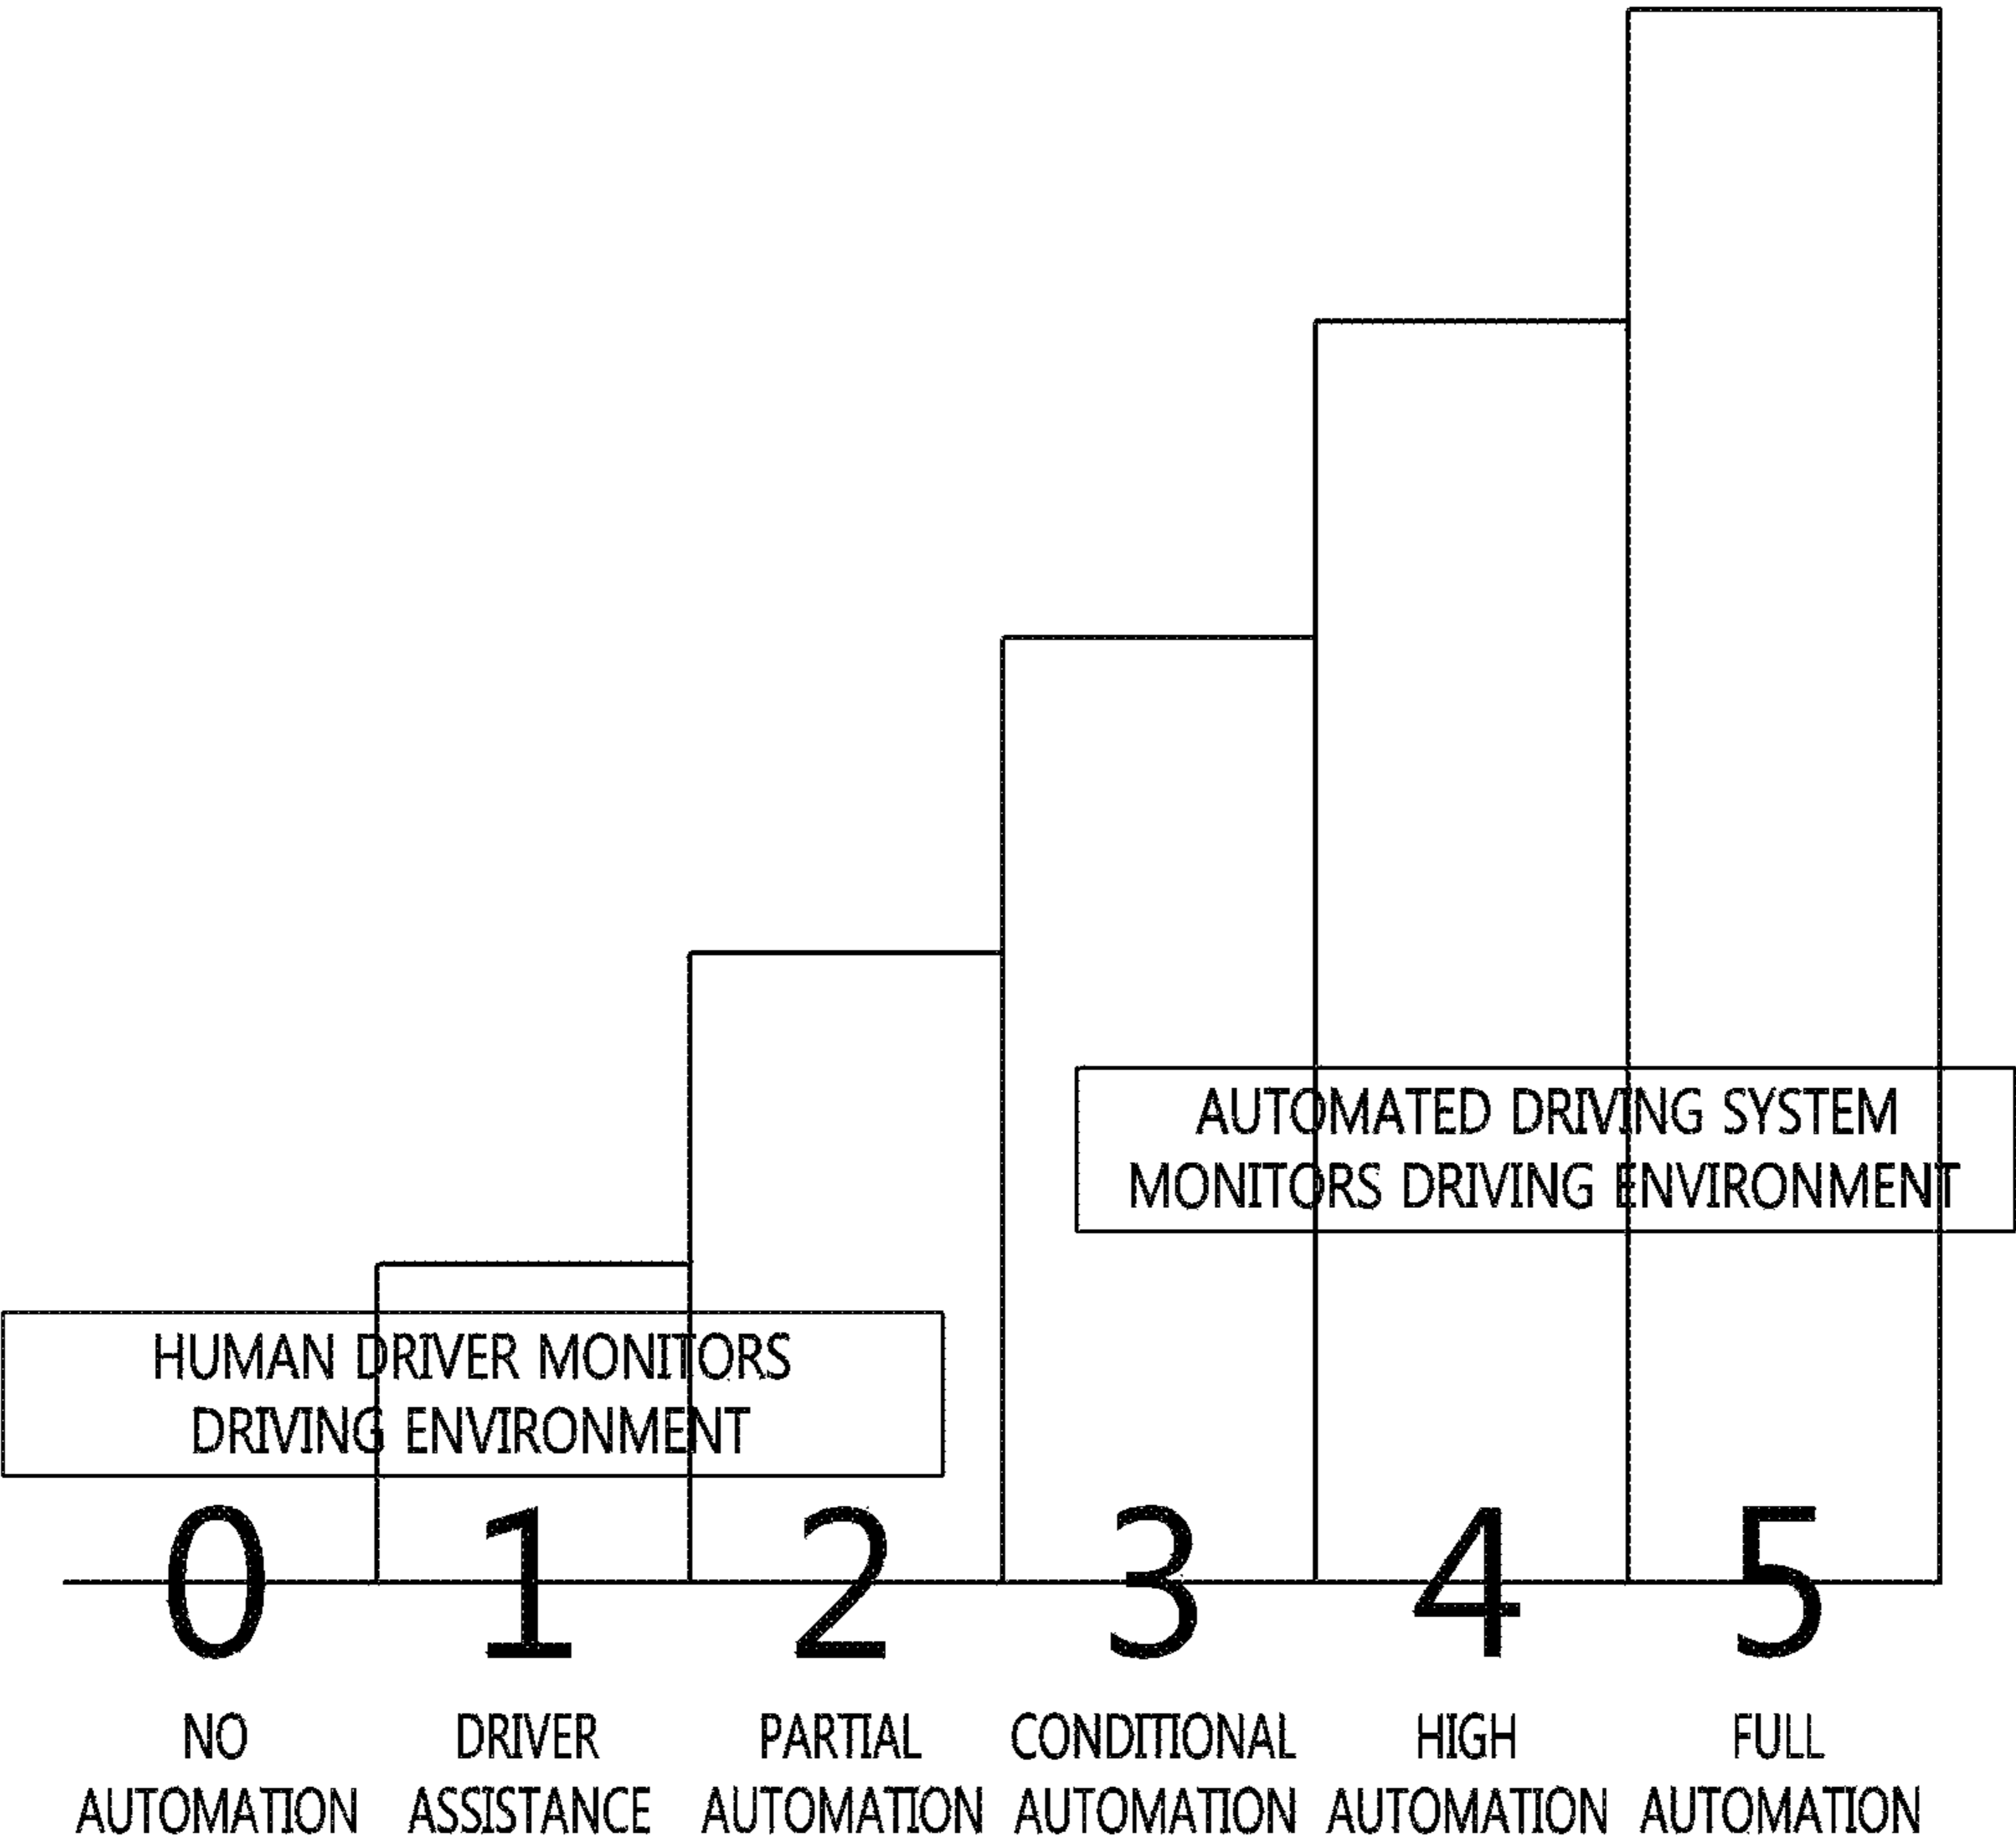 AUTOMATED DRIVING SYSTEM
MONITORS DRIVING ENVIRONMENT
HUMAN DRIVER MONITORS
DRIVING ENVIRONMENT
0 1 2 3 4 5
NO DRIVER PARTIAL CONDITIONAL HIGH FULL
AUTOMATION ASSISTANCE AUTOMATION AUTOMATION AUTOMATION AUTOMATION